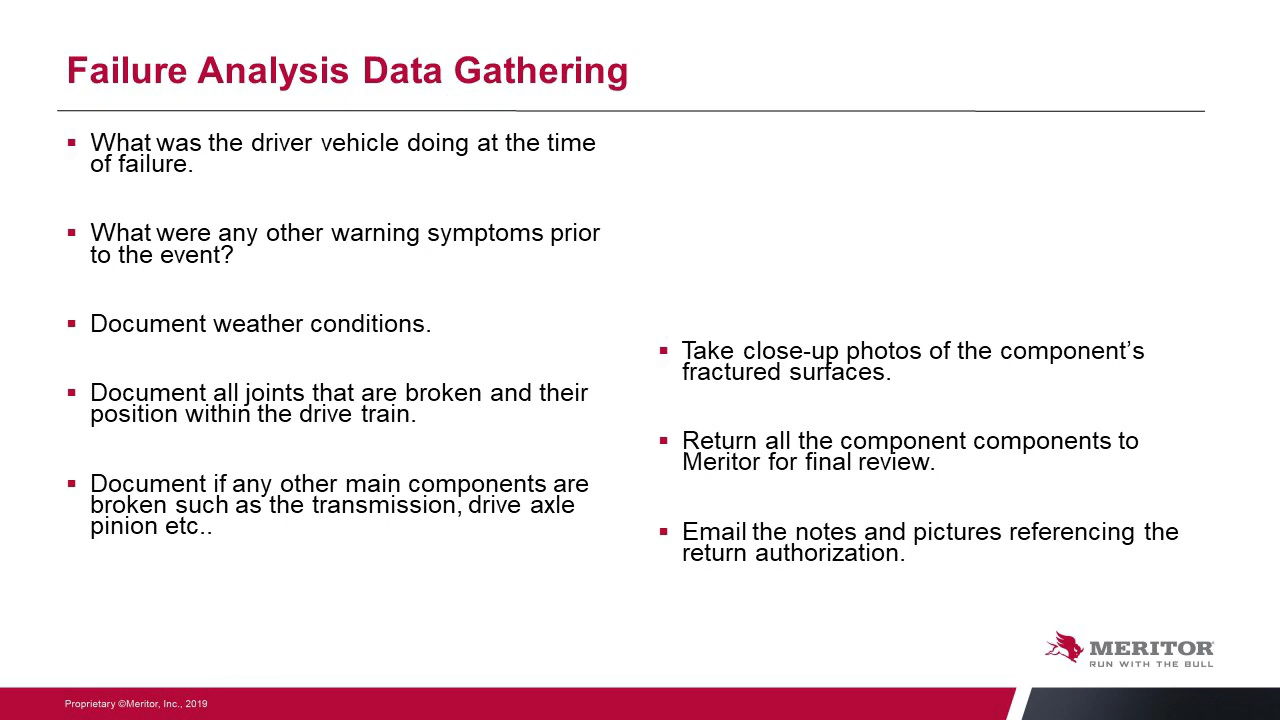 Failure Analysis Data Gathering
▪ What was the driver vehicle doing at the time
of failure.
▪ What were any other warning symptoms prior
to the event?
▪ Document weather conditions.
▪ Document all joints that are broken and their
position within the drive train.
▪ Document if any other main components are
broken such as the transmission, drive axle
pinion etc..
▪ Take close-up photos of the component’s
fractured surfaces.
▪ Return all the component components to
Meritor for final review.
▪ Email the notes and pictures referencing the
return authorization.
MERITOR
RUN WITH THE BULL
Proprietary ©Meritor, Inc., 2019